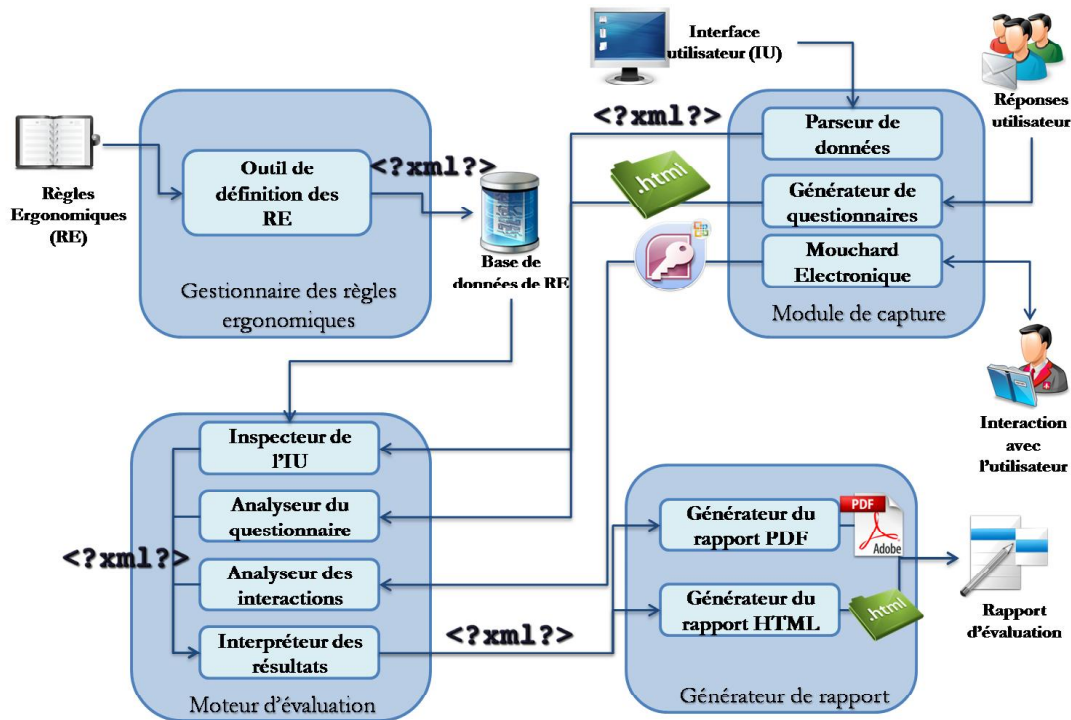 Interface
utilisateur (IU)
Réponses
utilisateur
<?xml?>
Parseur de
données
.html
Générateur de
questionnaires
Mouchard
Electronique
Module de capture
Interaction
avec
l'utilisateur
Règles
Ergonomiques
(RE)
Outil de
définition des
RE
<?xml?>
Gestionnaire des règles
ergonomiques
Base de
données de RE
Inspecteur de
l'IU
Analyseur du
questionnaire
<?xml?>
Analyseur des
interactions
Interpréteur des
résultats
Moteur d'évaluation
<?xml?>
Générateur du
rapport PDF
PDF
Adobe
Générateur du
rapport HTML
.html
Générateur de rapport
Rapport
d'évaluation